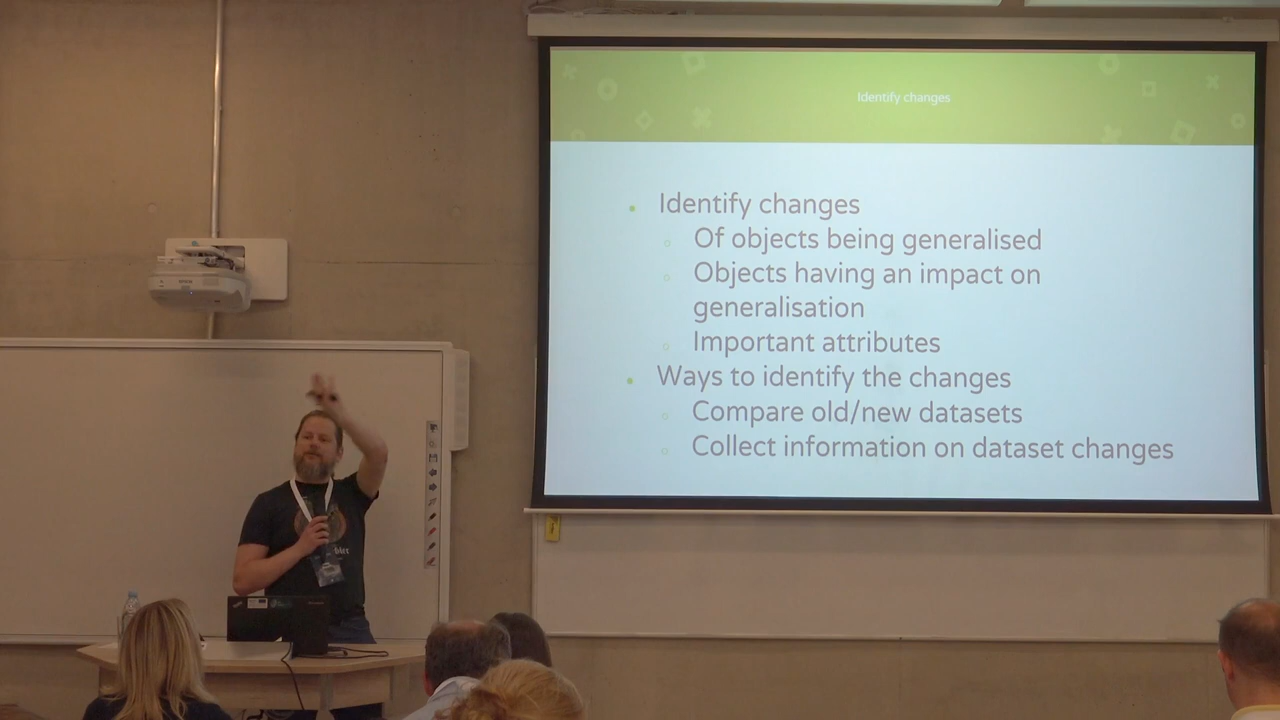 Identify changes
Identify changes
Of objects being generalised
Objects having an impact on
generalisation
Important attributes
Ways to identify the changes
Compare old/new datasets
Collect information on dataset changes